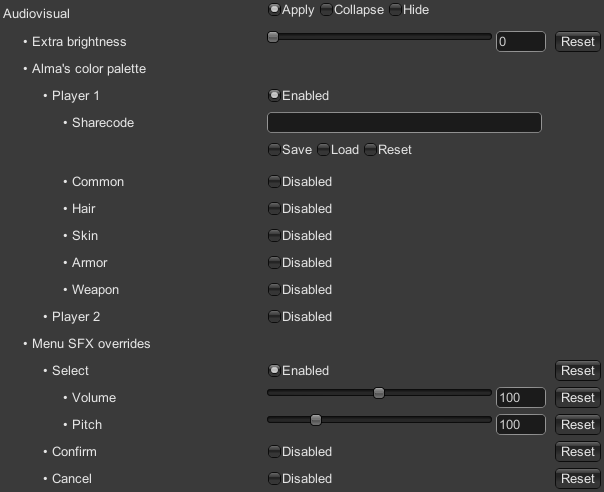 Audiovisual Apply Collapse Hide
• Extra brightness 0 Reset
• Alma's color palette
• Player 1 Enabled
• Sharecode
Save Load Reset
• Common Disabled
• Hair Disabled
• Skin Disabled
• Armor Disabled
• Weapon Disabled
• Player 2 Disabled
• Menu SFX overrides
• Select Enabled Reset
• Volume 100 Reset
• Pitch 100 Reset
• Confirm Disabled Reset
• Cancel Disabled Reset